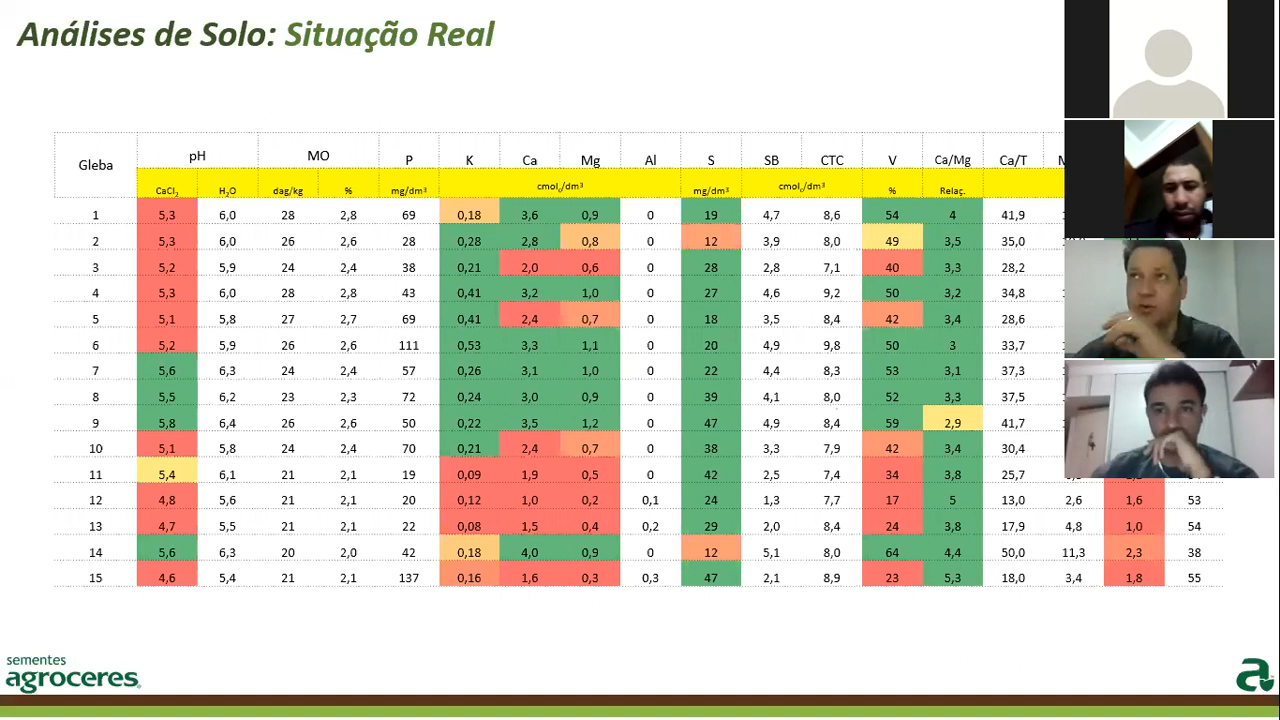 Análises de Solo: Situação Real
Gleba pH MO P K Ca Mg Al S SB CTC V Ca/Mg Ca/T
CaCl₂ H₂O dag/kg % mg/dm³ cmolc/dm³ mg/dm³ cmolc/dm³ % Relaç.
1 5,3 6,0 28 2,8 69 0,18 3,6 0,9 0 19 4,7 8,6 54 4 41,9
2 5,3 6,0 26 2,6 28 0,28 2,8 0,8 0 12 3,9 8,0 49 3,5 35,0
3 5,2 5,9 24 2,4 38 0,21 2,0 0,6 0 28 2,8 7,1 40 3,3 28,2
4 5,3 6,0 28 2,8 43 0,41 3,2 1,0 0 27 4,6 9,2 50 3,2 34,8
5 5,1 5,8 27 2,7 69 0,41 2,4 0,7 0 18 3,5 8,4 42 3,4 28,6
6 5,2 5,9 26 2,6 111 0,53 3,3 1,1 0 20 4,9 9,8 50 3 33,7
7 5,6 6,3 24 2,4 57 0,26 3,1 1,0 0 22 4,4 8,3 53 3,1 37,3
8 5,5 6,2 23 2,3 72 0,24 3,0 0,9 0 39 4,1 8,0 52 3,3 37,5
9 5,8 6,4 26 2,6 50 0,22 3,5 1,2 0 47 4,9 8,4 59 2,9 41,7
10 5,1 5,8 24 2,4 70 0,21 2,4 0,7 0 38 3,3 7,9 42 3,4 30,4
11 5,4 6,1 21 2,1 19 0,09 1,9 0,5 0 42 2,5 7,4 34 3,8 25,7
12 4,8 5,6 21 2,1 20 0,12 1,0 0,2 0,1 24 1,3 7,7 17 5 13,0 2,6 1,6 53
13 4,7 5,5 21 2,1 22 0,08 1,5 0,4 0,2 29 2,0 8,4 24 3,8 17,9 4,8 1,0 54
14 5,6 6,3 20 2,0 42 0,18 4,0 0,9 0 12 5,1 8,0 64 4,4 50,0 11,3 2,3 38
15 4,6 5,4 21 2,1 137 0,16 1,6 0,3 0,3 47 2,1 8,9 23 5,3 18,0 3,4 1,8 55
sementes
agroceres